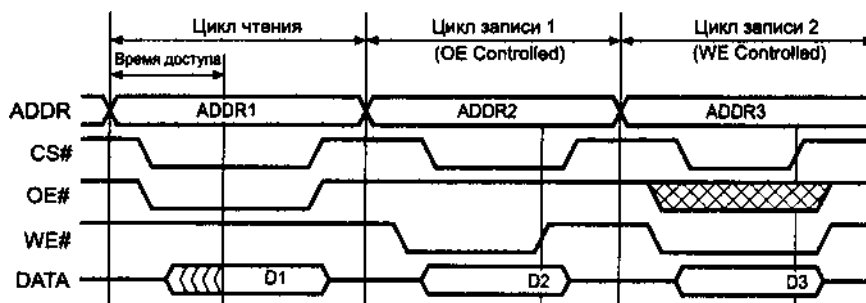 Цикл чтения
Цикл записи 1
(OE Controlled)
Цикл записи 2
(WE Controlled)
Время доступа
ADDR
ADDR1
ADDR2
ADDR3
CS#
OE#
WE#
DATA
D1
D2
D3